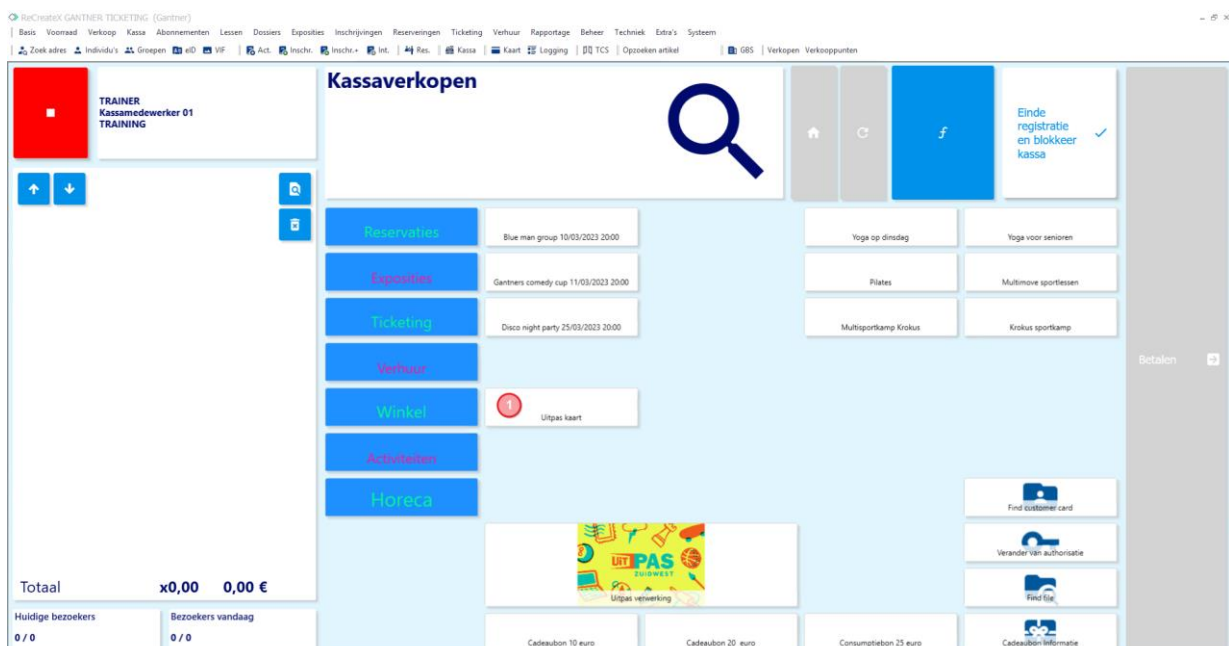 ReCreateX GANTNER TICKETING (Gantner)
Basis Voorraad Verkoop Kassa Abonnementen Lessen Dossiers Exposities Inschrijvingen Reserveringen Ticketing Verhuur Rapportage Beheer Techniek Extra's Systeem
Zoek adres Individu's Groepen eID VIF Act. Inschr. Inschr.+ Int. Res. Kassa Kaart Logging TCS Opzoeken artikel GBS Verkopen Verkooppunten
TRAINER
Kassamedewerker 01
TRAINING
Kassaverkopen
Einde
registratie
en blokkeer
kassa
Reservaties
Blue man group 10/03/2023 20:00
Yoga op dinsdag
Yoga voor senioren
Exposities
Gantners comedy cup 11/03/2023 20:00
Pilates
Multimove sportlessen
Ticketing
Disco night party 25/03/2023 20:00
Multisportkamp Krokus
Krokus sportkamp
Verhuur
Betalen
Winkel
1
Uitpas kaart
Activiteiten
Horeca
Find customer card
UiT PAS
ZUIDWEST
Uitpas verwerking
Verander van authorisatie
Find file
Totaal x0,00 0,00 €
Huidige bezoekers
0 / 0
Bezoekers vandaag
0 / 0
Cadeaubon 10 euro
Cadeaubon 20 euro
Consumptiebon 25 euro
Cadeaubon Informatie